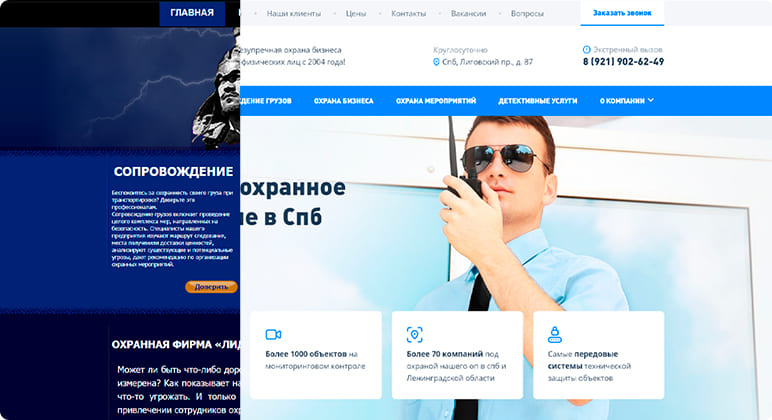 ГЛАВНАЯ
Наши клиенты
Цены
Контакты
Вакансии
Вопросы
Заказать звонок
езупречная охрана бизнеса
физических лиц с 2004 года!
Круглосуточно
Спб, Лиговский пр., д. 87
Экстренный вызов
8 (921) 902-62-49
ДЕНИЕ ГРУЗОВ
ОХРАНА БИЗНЕСА
ОХРАНА МЕРОПРИЯТИЙ
ДЕТЕКТИВНЫЕ УСЛУГИ
О КОМПАНИИ
СОПРОВОЖДЕНИЕ
Беспокоитесь за сохранность своего груза при
транспортировке? Доверьте эта
профессионалам.
Сопровождение грузов включает проведение
целого комплекса мер, направленных на
безопасность. Специалисты нашего
предприятия изучают маршрут следования,
места получения доставки ценностей,
анализируют существующие и потенциальные
угрозы, дают рекомендацию по организации
охранных мероприятий.
Доверить
охранное
ие в Спб
Более 1000 объектов на
мониторинговом контроле
Более 70 компаний под
охраной нашего оп в спб и
Ленинградской области
Самые передовые
системы технической
защиты объектов
ОХРАННАЯ ФИРМА «ЛИД
Может ли быть что-либо доро
измерена? Как показывает на
что-то угрожать. И только
привлечении сотрудников охр